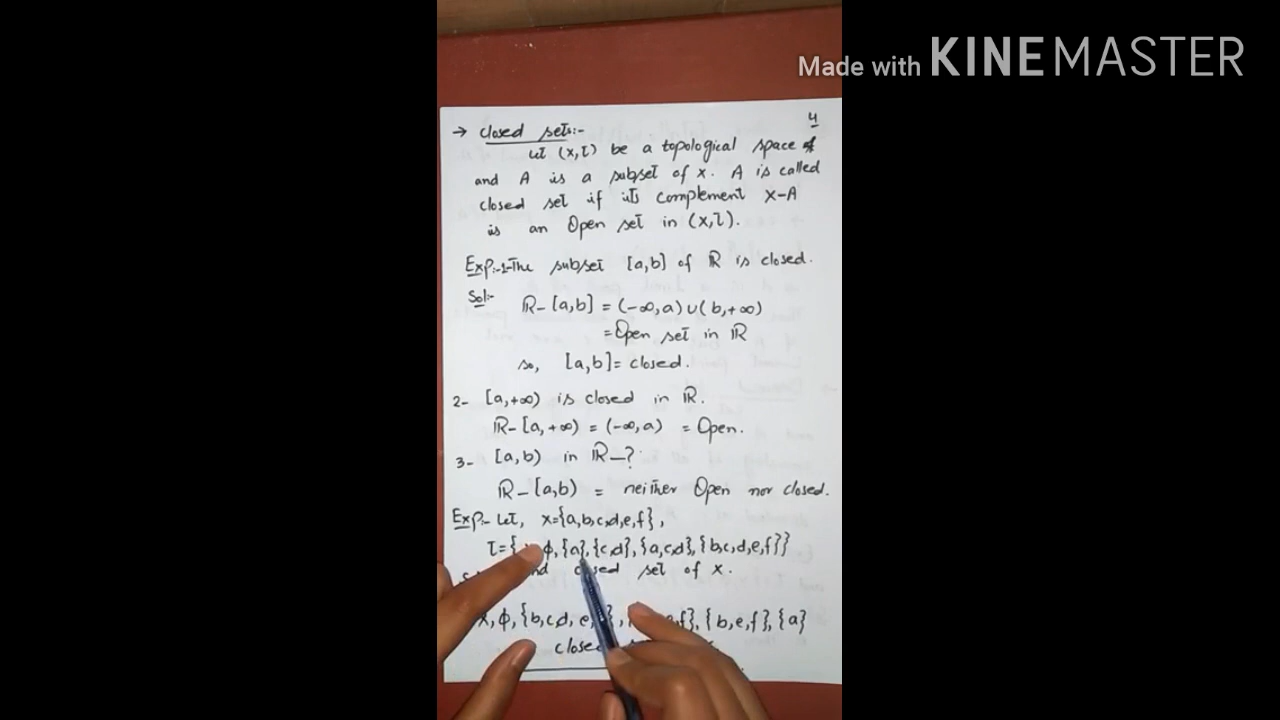 Made with KINEMASTER
4
→ closed sets:-
Let (X,τ) be a topological space
and A is a subset of X. A is called
closed set if its complement X-A
is an Open set in (X,τ).
Exp:-1-The subset [a,b] of ℝ is closed.
Sol:-
ℝ-[a,b] = (-∞,a)∪(b,+∞)
=Open set in ℝ
so, [a,b]= closed.
2- [a,+∞) is closed in ℝ.
ℝ-[a,+∞) = (-∞,a) = Open.
3- [a,b) in ℝ-?
ℝ-[a,b) = neither Open nor closed.
Exp:- Let, X={a,b,c,d,e,f},
τ={ φ,{a},{c,d},{a,c,d},{b,c,d,e,f}}
set of X.
X,φ,{b,c,d,e, {b,e,f},{a}